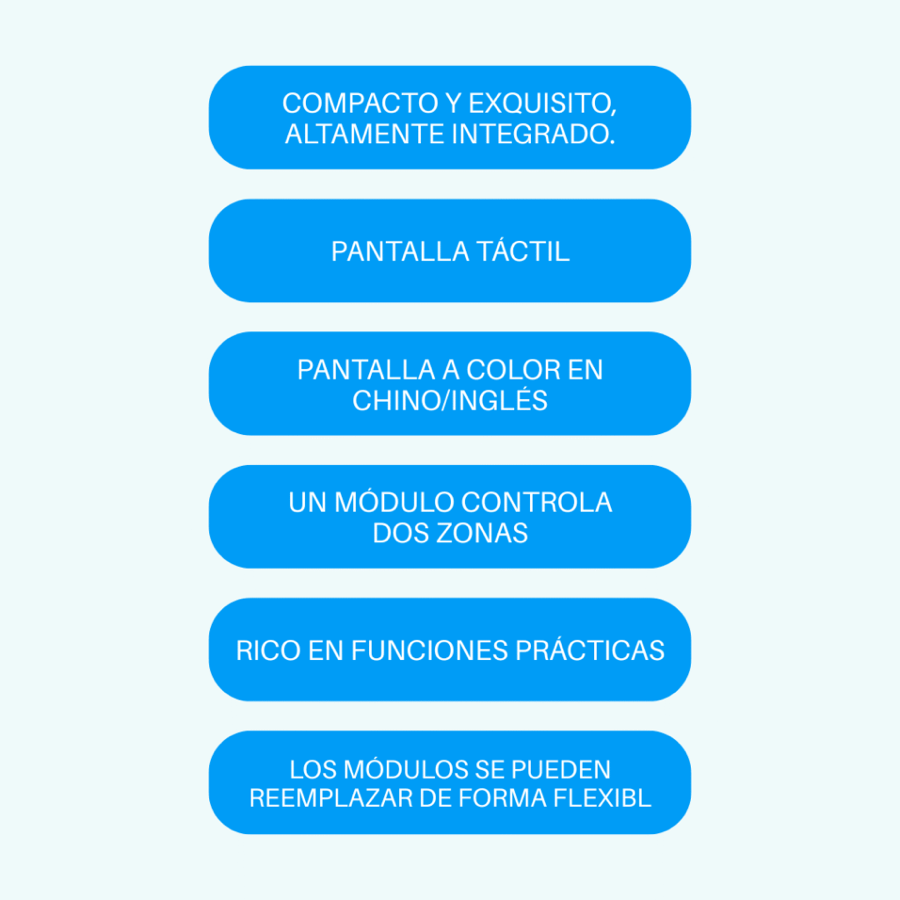 COMPACTO Y EXQUISITO,
ALTAMENTE INTEGRADO.
PANTALLA TÁCTIL
PANTALLA A COLOR EN
CHINO/INGLÉS
UN MÓDULO CONTROLA
DOS ZONAS
RICO EN FUNCIONES PRÁCTICAS
LOS MÓDULOS SE PUEDEN
REEMPLAZAR DE FORMA FLEXIBL